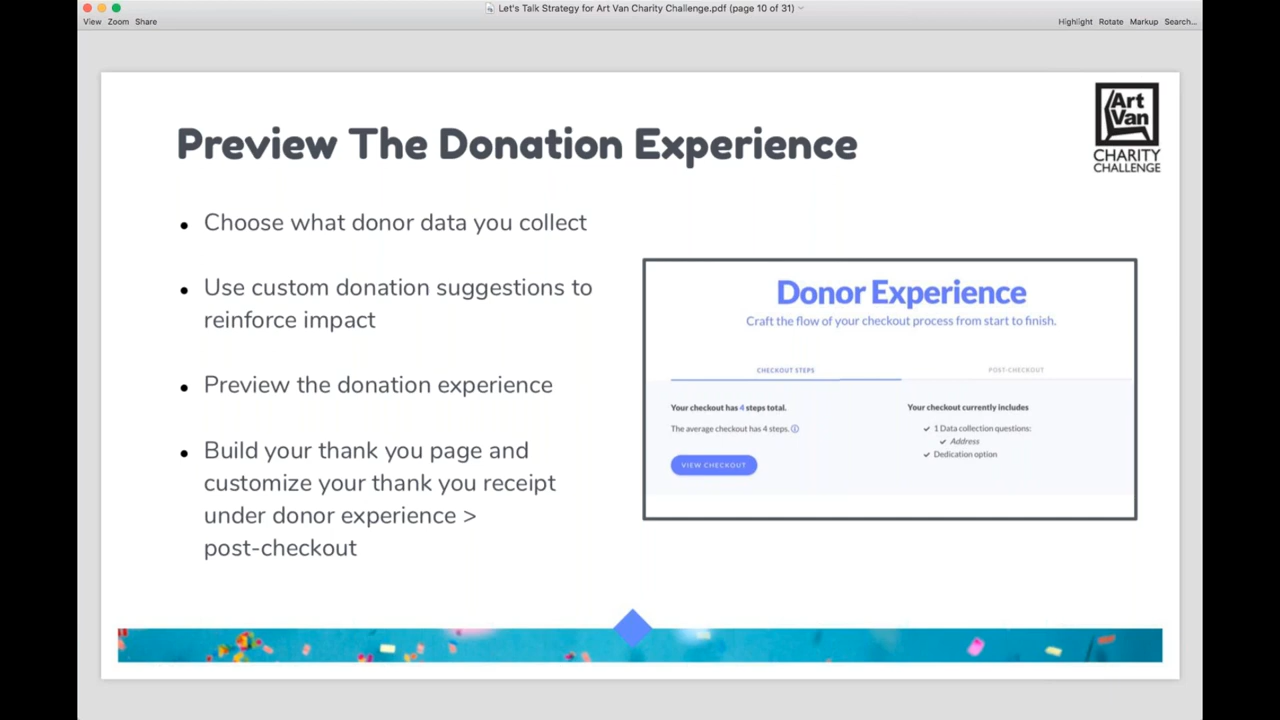 Let's Talk Strategy for Art Van Charity Challenge.pdf (page 10 of 31)
View Zoom Share
Highlight Rotate Markup Search...
Art
Van
CHARITY
CHALLENGE
Preview The Donation Experience
• Choose what donor data you collect
• Use custom donation suggestions to
reinforce impact
• Preview the donation experience
• Build your thank you page and
customize your thank you receipt
under donor experience >
post-checkout
Donor Experience
Craft the flow of your checkout process from start to finish.
CHECKOUT STEPS
POST-CHECKOUT
Your checkout has 4 steps total.
The average checkout has 4 steps.
VIEW CHECKOUT
Your checkout currently includes
✓ 1 Data collection questions:
✓ Address
✓ Dedication option